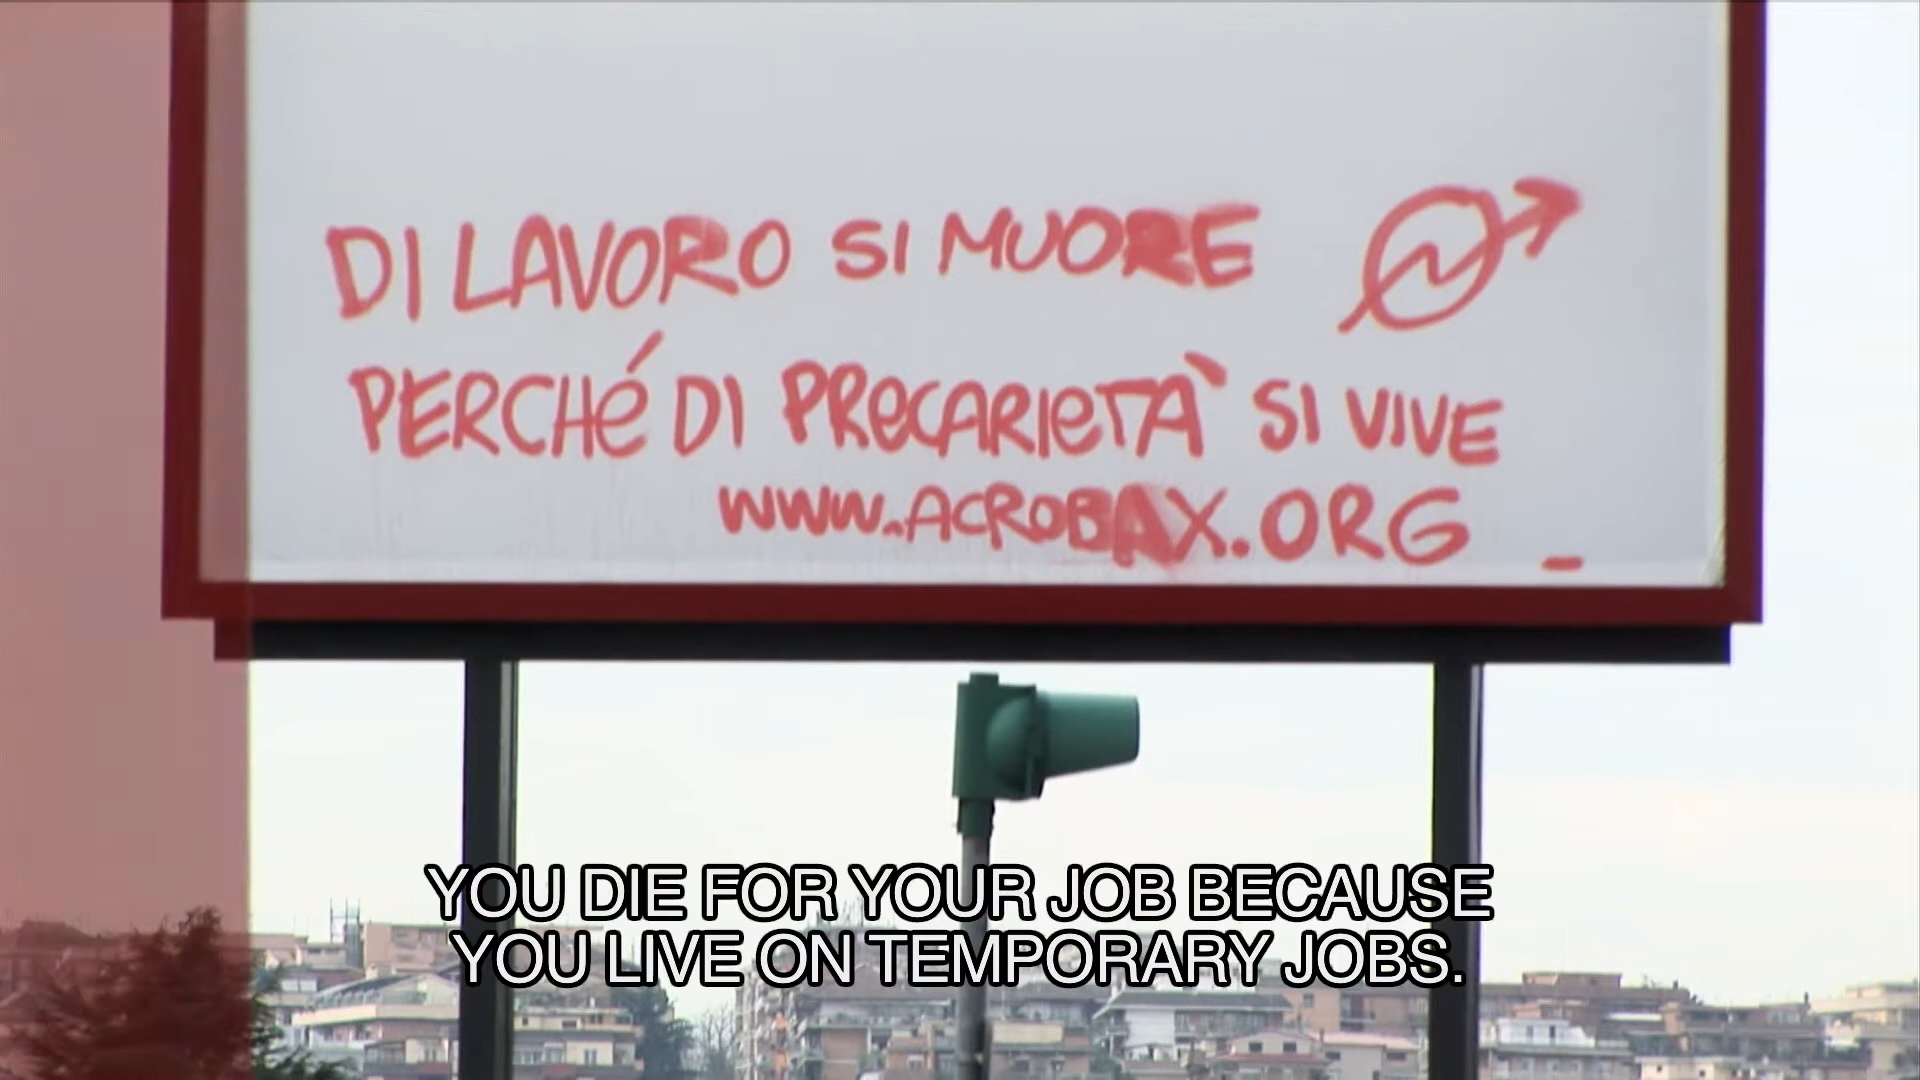 DI LAVORO SI MUORE
PERCHÉ DI PRECARIETÀ SI VIVE
WWW.ACROBAX.ORG
YOU DIE FOR YOUR JOB BECAUSE
YOU LIVE ON TEMPORARY JOBS.